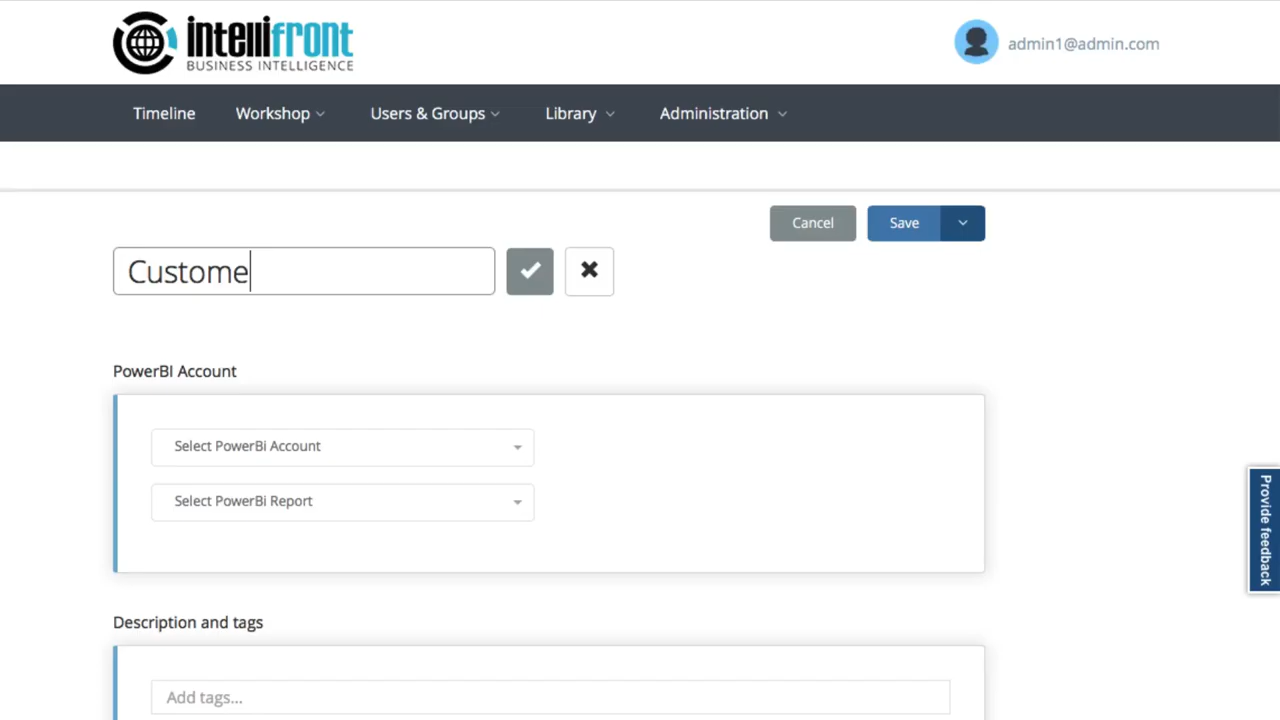 intellifront
BUSINESS INTELLIGENCE
admin1@admin.com
Timeline Workshop Users & Groups Library Administration
Cancel Save
Custome
PowerBI Account
Select PowerBi Account
Select PowerBi Report
Provide feedback
Description and tags
Add tags...